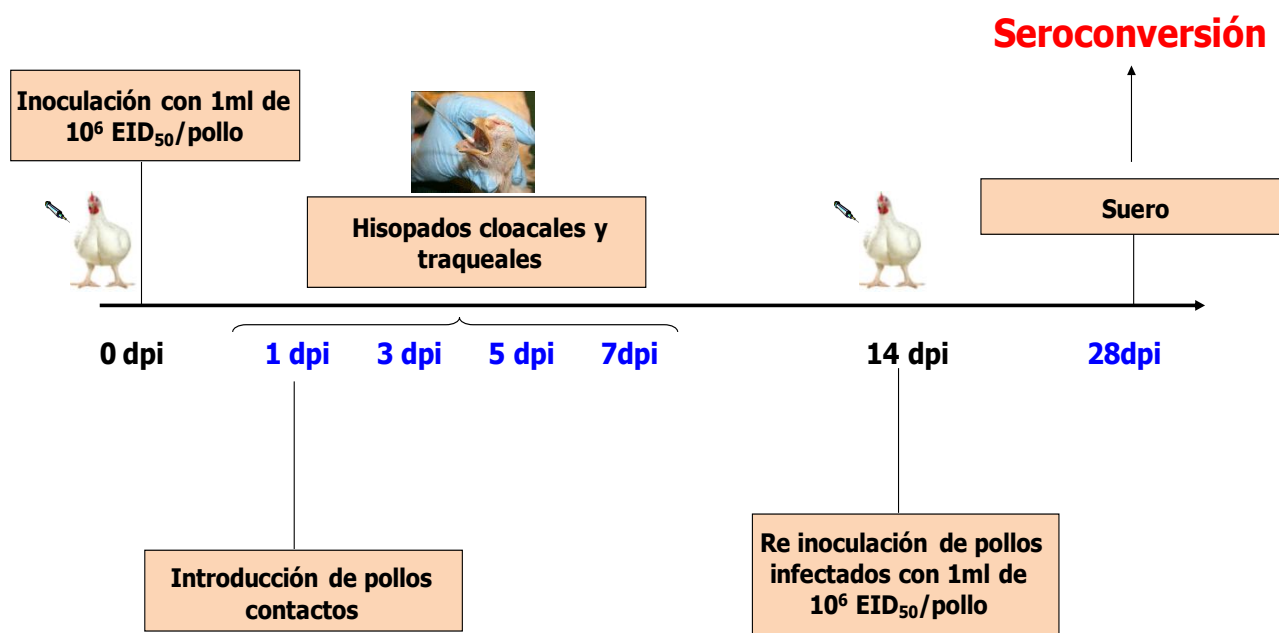 Seroconversión
Inoculación con 1ml de
10⁶ EID₅₀/pollo
Hisopados cloacales y
traqueales
Suero
0 dpi
1 dpi
3 dpi
5 dpi
7dpi
14 dpi
28dpi
Introducción de pollos
contactos
Re inoculación de pollos
infectados con 1ml de
10⁶ EID₅₀/pollo